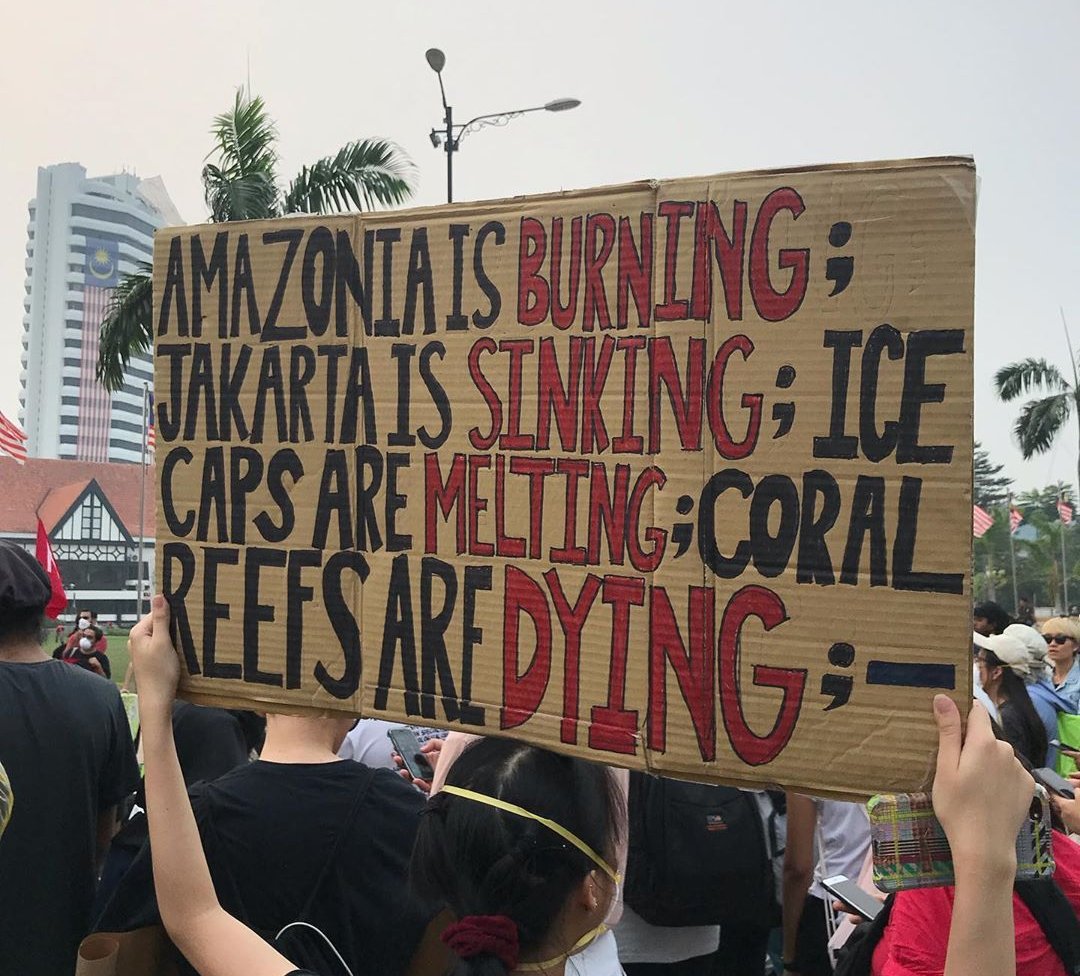 AMAZONIA IS BURNING;
JAKARTA IS SINKING; ICE
CAPS ARE MELTING; CORAL
REEFS ARE DYING; —